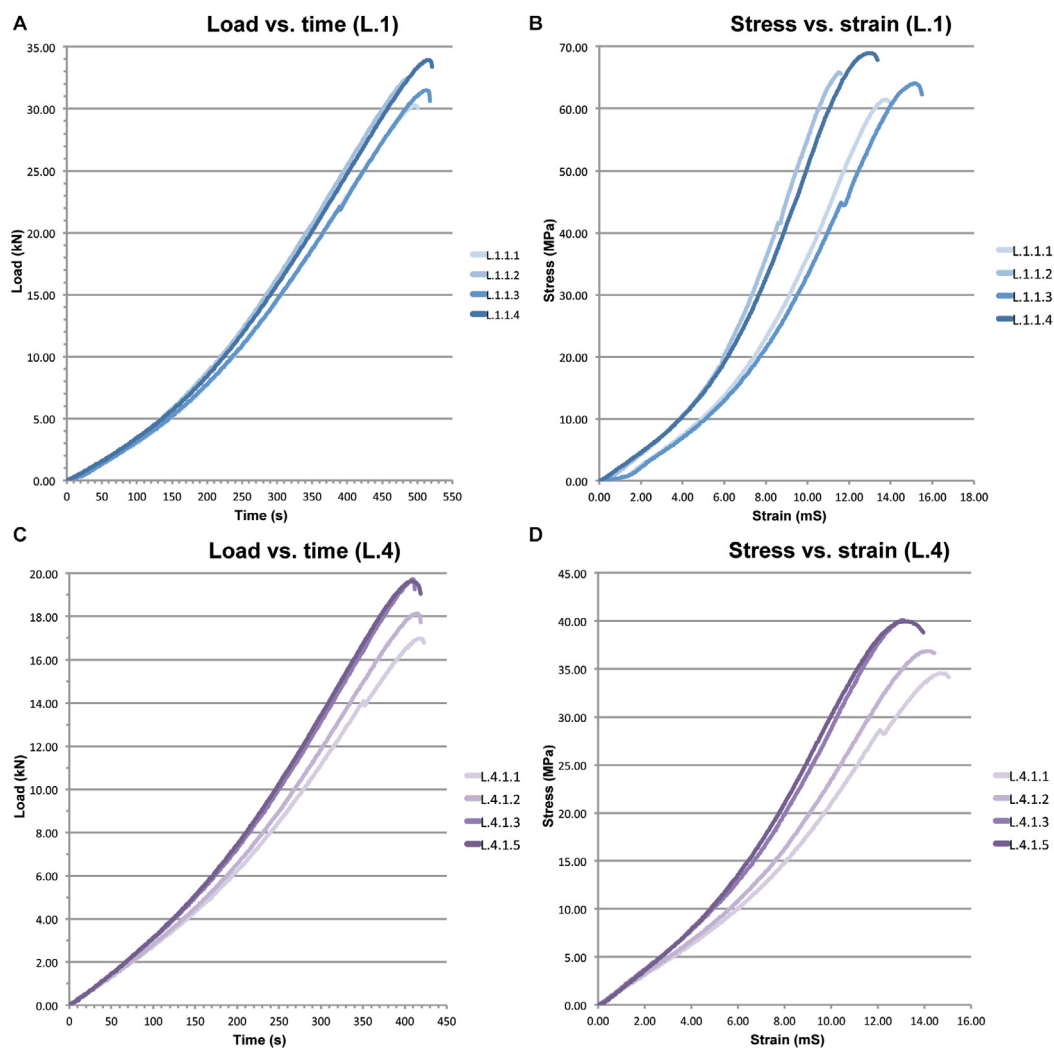 A
Load vs. time (L.1)
35.00
30.00
25.00
20.00
15.00
10.00
5.00
0.00
Load (kN)
0 50 100 150 200 250 300 350 400 450 500 550
Time (s)
L.1.1.1
L.1.1.2
L.1.1.3
L.1.1.4
B
Stress vs. strain (L.1)
70.00
60.00
50.00
40.00
30.00
20.00
10.00
0.00
Stress (MPa)
0.00 2.00 4.00 6.00 8.00 10.00 12.00 14.00 16.00 18.00
Strain (mS)
L.1.1.1
L.1.1.2
L.1.1.3
L.1.1.4
C
Load vs. time (L.4)
20.00
18.00
16.00
14.00
12.00
10.00
8.00
6.00
4.00
2.00
0.00
Load (kN)
0 50 100 150 200 250 300 350 400 450
Time (s)
L.4.1.1
L.4.1.2
L.4.1.3
L.4.1.5
D
Stress vs. strain (L.4)
45.00
40.00
35.00
30.00
25.00
20.00
15.00
10.00
5.00
0.00
Stress (MPa)
0.00 2.00 4.00 6.00 8.00 10.00 12.00 14.00 16.00
Strain (mS)
L.4.1.1
L.4.1.2
L.4.1.3
L.4.1.5